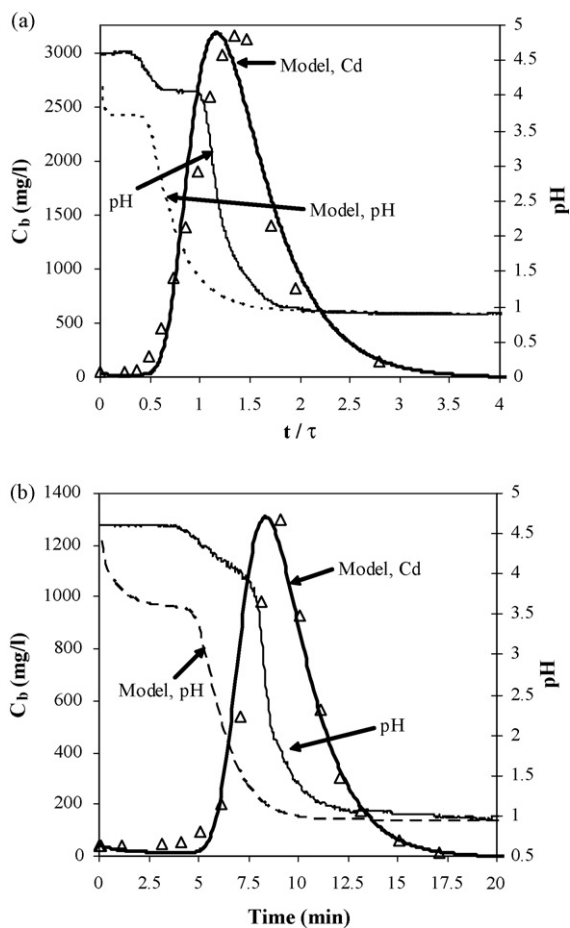 (a)
3000
2500
2000
1500
1000
500
0
C_b (mg/l)
5
4.5
4
3.5
3
2.5
2
1.5
1
0.5
0
pH
Model, Cd
pH
Model, pH
0 0.5 1 1.5 2 2.5 3 3.5 4
t / τ
(b)
1400
1200
1000
800
600
400
200
0
C_b (mg/l)
5
4.5
4
3.5
3
2.5
2
1.5
1
0.5
pH
Model, Cd
Model, pH
pH
0 2.5 5 7.5 10 12.5 15 17.5 20
Time (min)